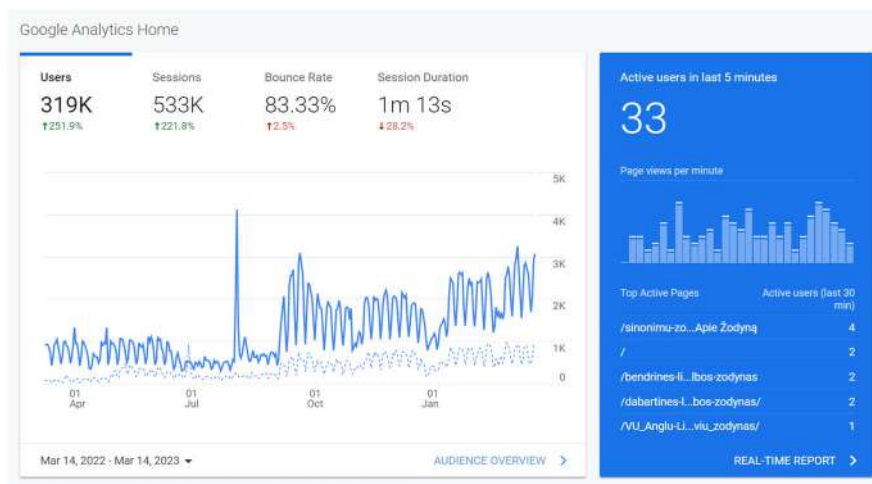 Google Analytics Home
Users
Sessions
Bounce Rate
Session Duration
319K
533K
83.33%
1m 13s
↑251.9%
↑221.8%
↑2.5%
↓28.2%
5K
4K
3K
2K
1K
0
01
Apr
01
Jul
01
Oct
01
Jan
Mar 14, 2022 - Mar 14, 2023
AUDIENCE OVERVIEW
Active users in last 5 minutes
33
Page views per minute
Top Active Pages
Active users (last 30
min)
/sinonimu-zo...Apie Žodyną 4
/ 2
/bendrines-li...lbos-zodynas 2
/dabartines-l...bos-zodynas/ 2
/VU_Anglu-Li...viu_zodynas/ 1
REAL-TIME REPORT